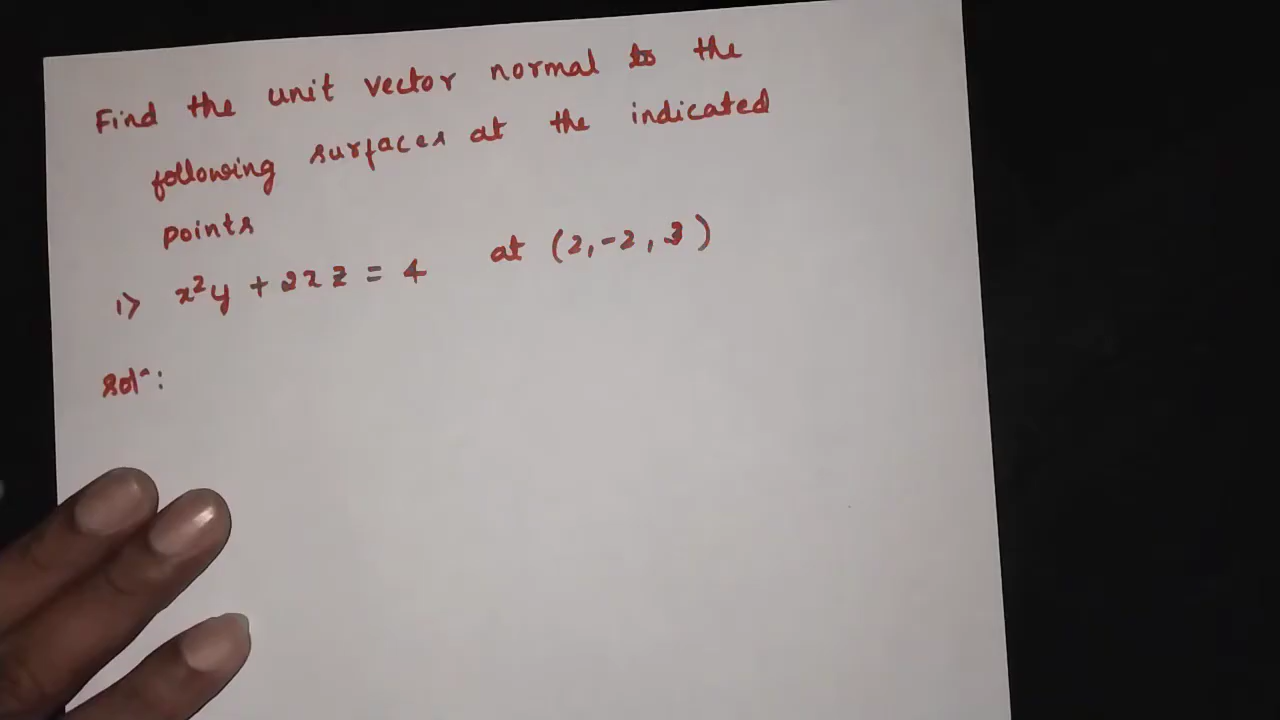 Find the unit vector normal to the
following surfaces at the indicated
points
1> x²y + 2xz = 4 at (2,-2,3)
Solⁿ: